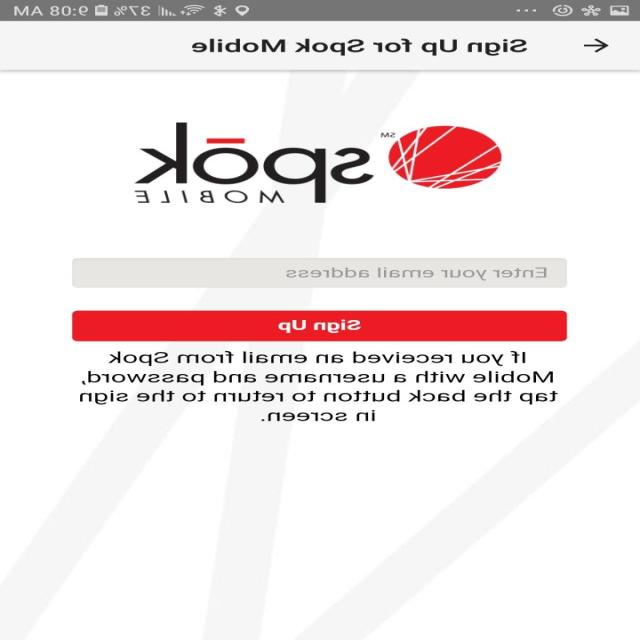 37% 9:08 AM
Sign Up for Spok Mobile
spōk
SM
MOBILE
Enter your email address
Sign Up
If you received an email from Spok
Mobile with a username and password,
tap the back button to return to the sign
in screen.